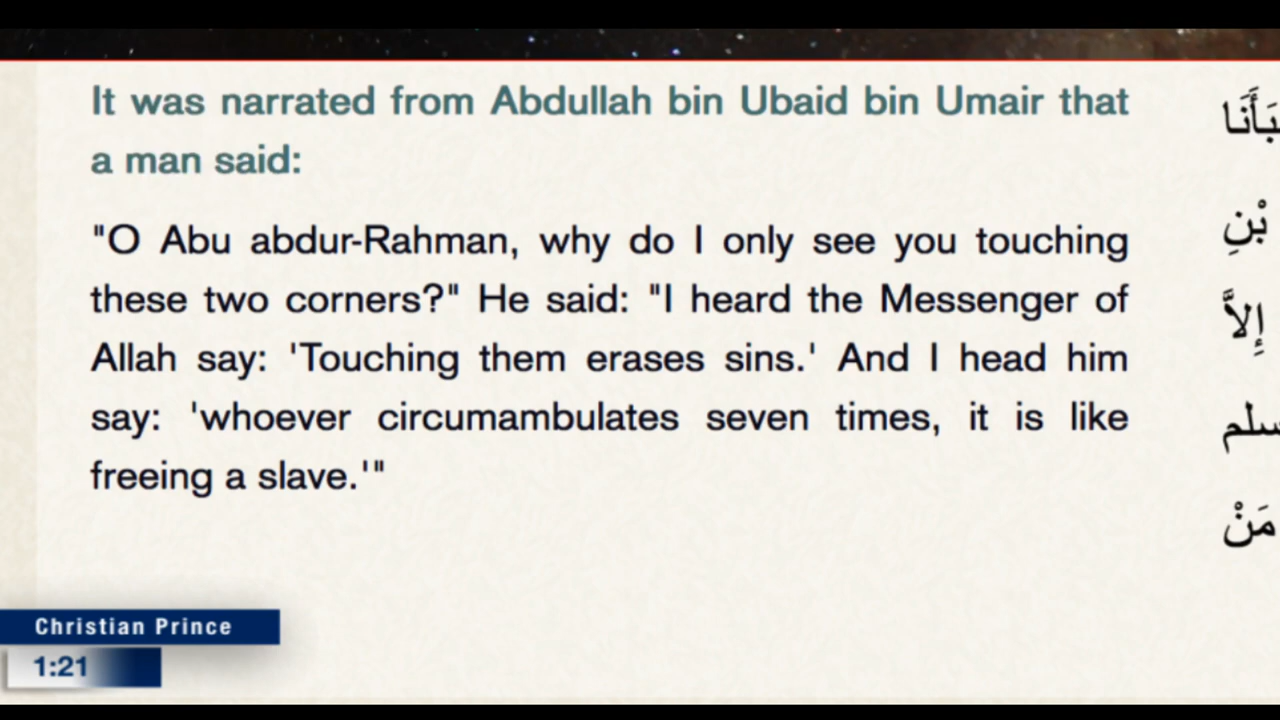 It was narrated from Abdullah bin Ubaid bin Umair that
a man said:
"O Abu abdur-Rahman, why do I only see you touching
these two corners?" He said: "I heard the Messenger of
Allah say: 'Touching them erases sins.' And I head him
say: 'whoever circumambulates seven times, it is like
freeing a slave.'"
بْنِ
إِلاَّ
مَنْ
Christian Prince
1:21